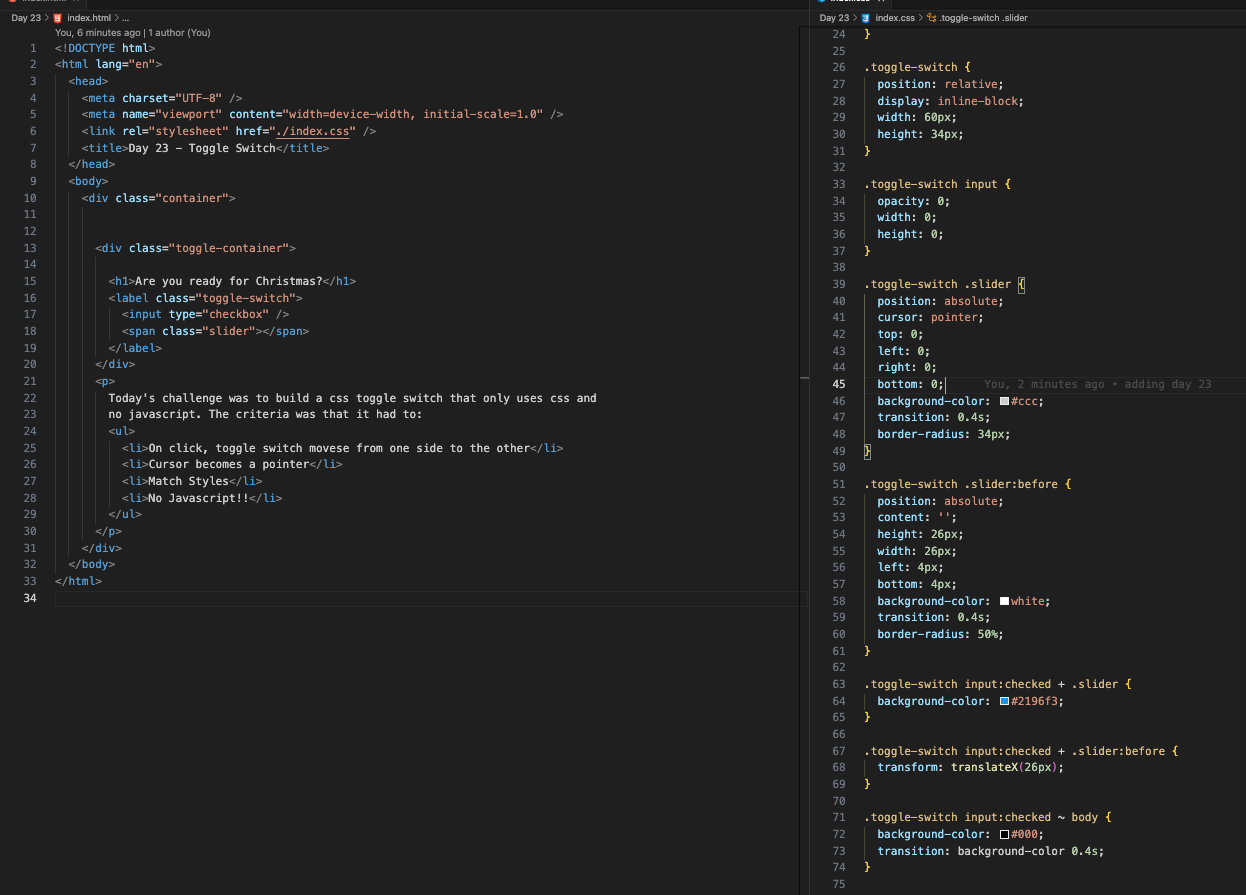 Day 23 > index.html > ...
You, 6 minutes ago | 1 author (You)
1 <!DOCTYPE html>
2 <html lang="en">
3 <head>
4 <meta charset="UTF-8" />
5 <meta name="viewport" content="width=device-width, initial-scale=1.0" />
6 <link rel="stylesheet" href="./index.css" />
7 <title>Day 23 - Toggle Switch</title>
8 </head>
9 <body>
10 <div class="container">
11
12
13 <div class="toggle-container">
14
15 <h1>Are you ready for Christmas?</h1>
16 <label class="toggle-switch">
17 <input type="checkbox" />
18 <span class="slider"></span>
19 </label>
20 </div>
21 <p>
22 Today's challenge was to build a css toggle switch that only uses css and
23 no javascript. The criteria was that it had to:
24 <ul>
25 <li>On click, toggle switch movese from one side to the other</li>
26 <li>Cursor becomes a pointer</li>
27 <li>Match Styles</li>
28 <li>No Javascript!!</li>
29 </ul>
30 </p>
31 </div>
32 </body>
33 </html>
34
Day 23 > index.css > .toggle-switch .slider
24 }
25
26 .toggle-switch {
27 position: relative;
28 display: inline-block;
29 width: 60px;
30 height: 34px;
31 }
32
33 .toggle-switch input {
34 opacity: 0;
35 width: 0;
36 height: 0;
37 }
38
39 .toggle-switch .slider {
40 position: absolute;
41 cursor: pointer;
42 top: 0;
43 left: 0;
44 right: 0;
45 bottom: 0; You, 2 minutes ago • adding day 23
46 background-color: #ccc;
47 transition: 0.4s;
48 border-radius: 34px;
49 }
50
51 .toggle-switch .slider:before {
52 position: absolute;
53 content: '';
54 height: 26px;
55 width: 26px;
56 left: 4px;
57 bottom: 4px;
58 background-color: white;
59 transition: 0.4s;
60 border-radius: 50%;
61 }
62
63 .toggle-switch input:checked + .slider {
64 background-color: #2196f3;
65 }
66
67 .toggle-switch input:checked + .slider:before {
68 transform: translateX(26px);
69 }
70
71 .toggle-switch input:checked ~ body {
72 background-color: #000;
73 transition: background-color 0.4s;
74 }
75